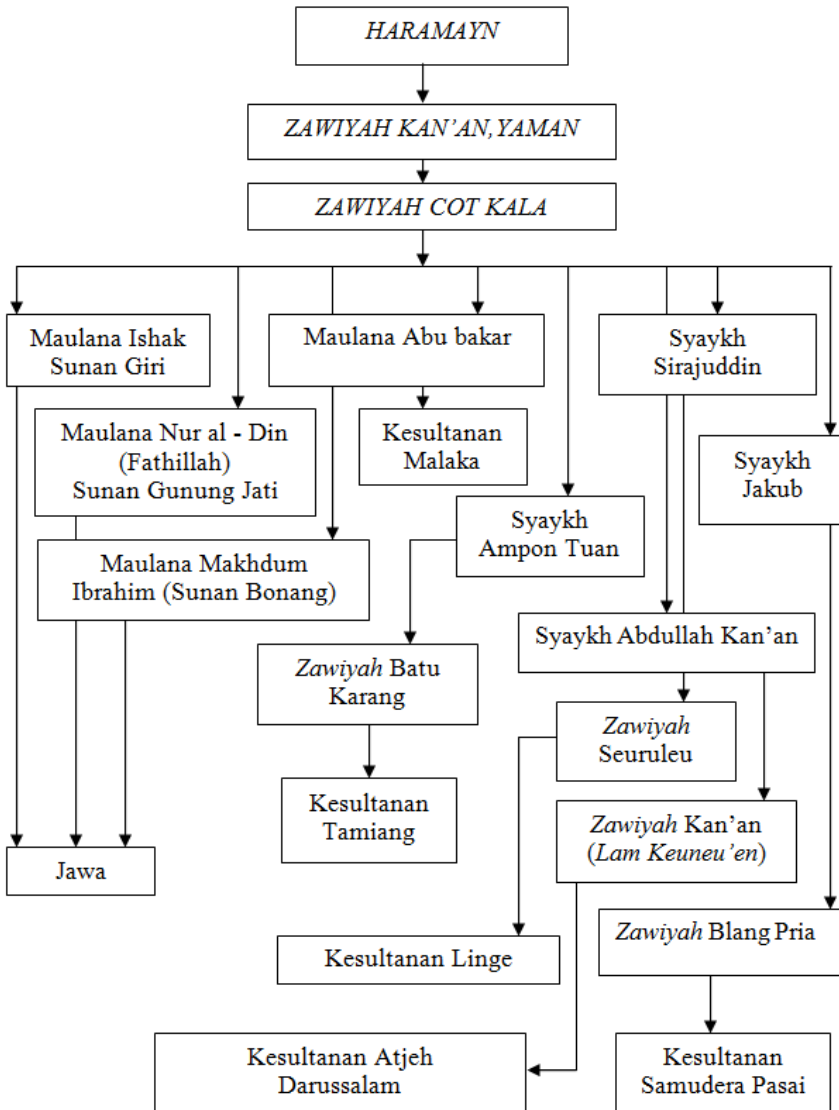 HARAMAYN
ZAWIYAH KAN’AN, YAMAN
ZAWIYAH COT KALA
Maulana Ishak
Sunan Giri
Maulana Abu bakar
Syaykh
Sirajuddin
Maulana Nur al - Din
(Fathillah)
Sunan Gunung Jati
Kesultanan
Malaka
Syaykh
Jakub
Syaykh
Ampon Tuan
Maulana Makhdum
Ibrahim (Sunan Bonang)
Syaykh Abdullah Kan’an
Zawiyah Batu
Karang
Zawiyah
Seuruleu
Kesultanan
Tamiang
Zawiyah Kan’an
(Lam Keuneu’en)
Jawa
Zawiyah Blang Pria
Kesultanan Linge
Kesultanan Atjeh
Darussalam
Kesultanan
Samudera Pasai